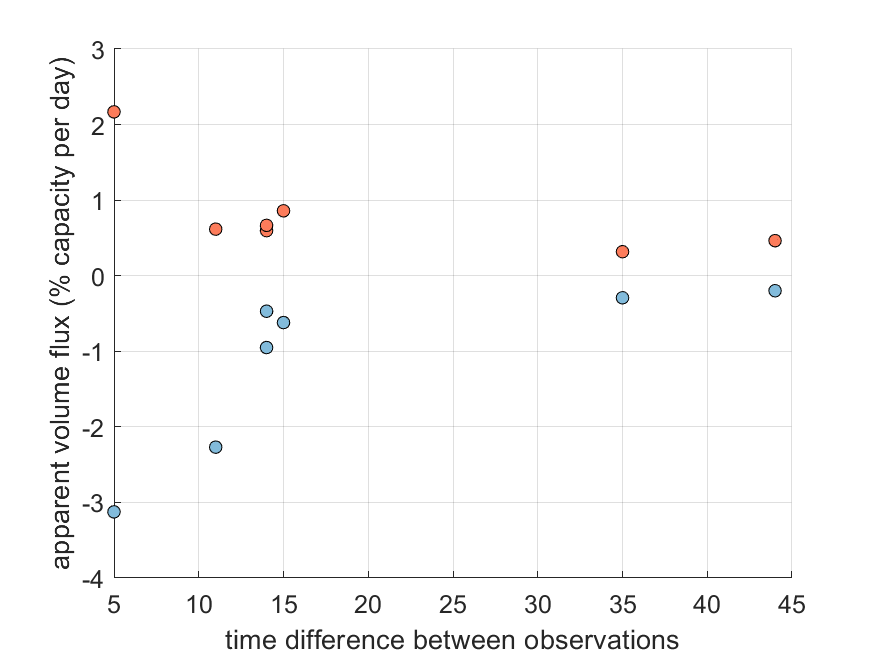 apparent volume flux (% capacity per day)
3
2
1
0
-1
-2
-3
-4
5 10 15 20 25 30 35 40 45
time difference between observations